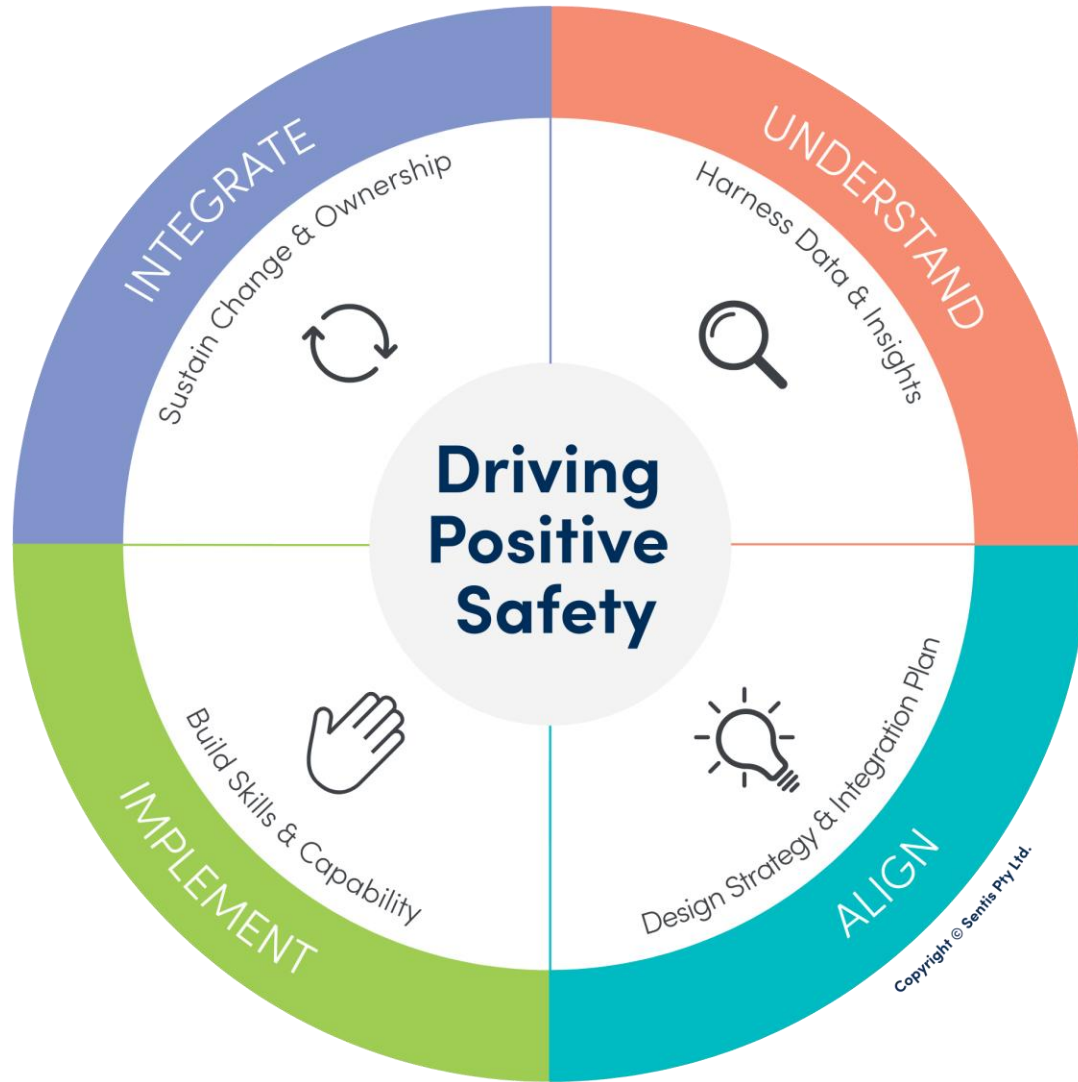 INTEGRATE
Sustain Change & Ownership
UNDERSTAND
Harness Data & Insights
Driving
Positive
Safety
IMPLEMENT
Build Skills & Capability
ALIGN
Design Strategy & Integration Plan
Copyright © Sentis Pty Ltd.